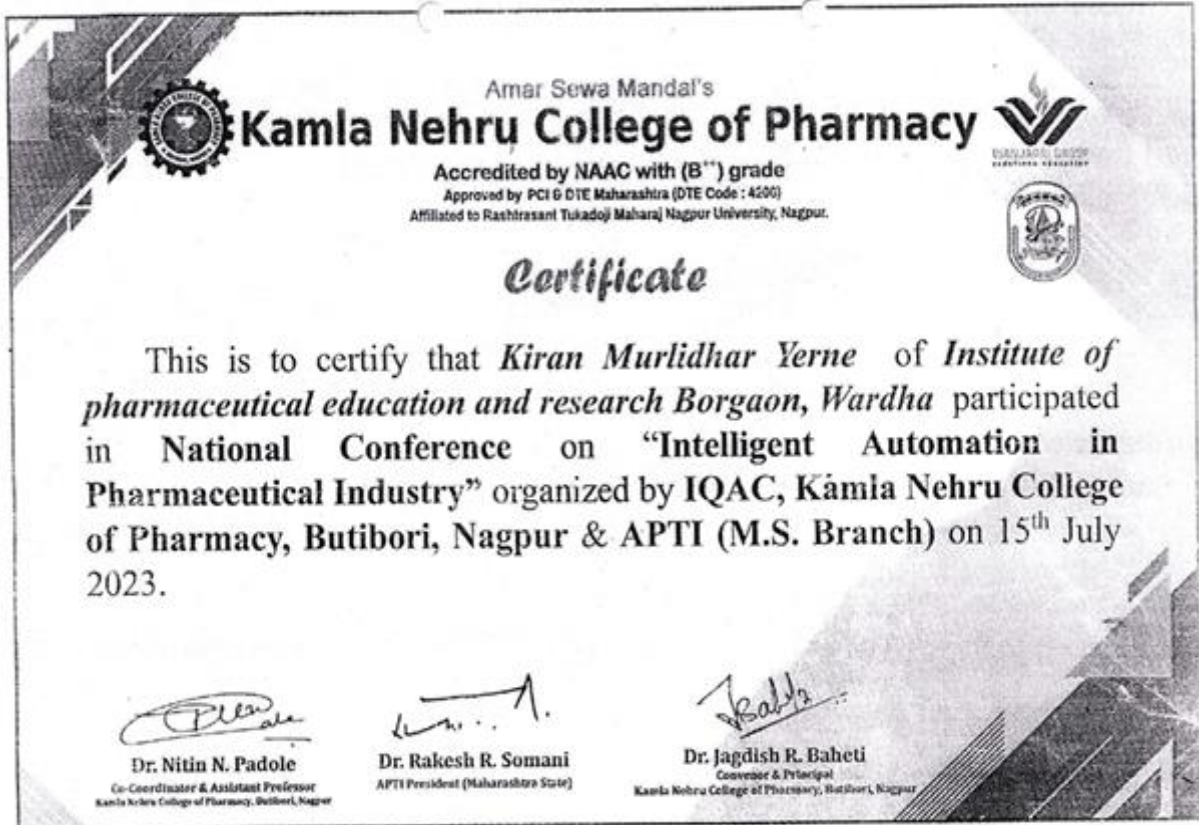 Amar Sewa Mandal's
Kamla Nehru College of Pharmacy
Accredited by NAAC with (B++) grade
Approved by PCI & DTE Maharashtra (DTE Code : 4200)
Affiliated to Rashtrasant Tukadoji Maharaj Nagpur University, Nagpur.
Certificate
This is to certify that Kiran Murlidhar Yerne of Institute of
pharmaceutical education and research Borgaon, Wardha participated
in National Conference on “Intelligent Automation in
Pharmaceutical Industry” organized by IQAC, Kamla Nehru College
of Pharmacy, Butibori, Nagpur & APTI (M.S. Branch) on 15th July
2023.
Dr. Nitin N. Padole
Co-Coordinator & Assistant Professor
Kamla Nehru College of Pharmacy, Butibori, Nagpur
Dr. Rakesh R. Somani
APTI President (Maharashtra State)
Dr. Jagdish R. Baheti
Convenor & Principal
Kamla Nehru College of Pharmacy, Butibori, Nagpur